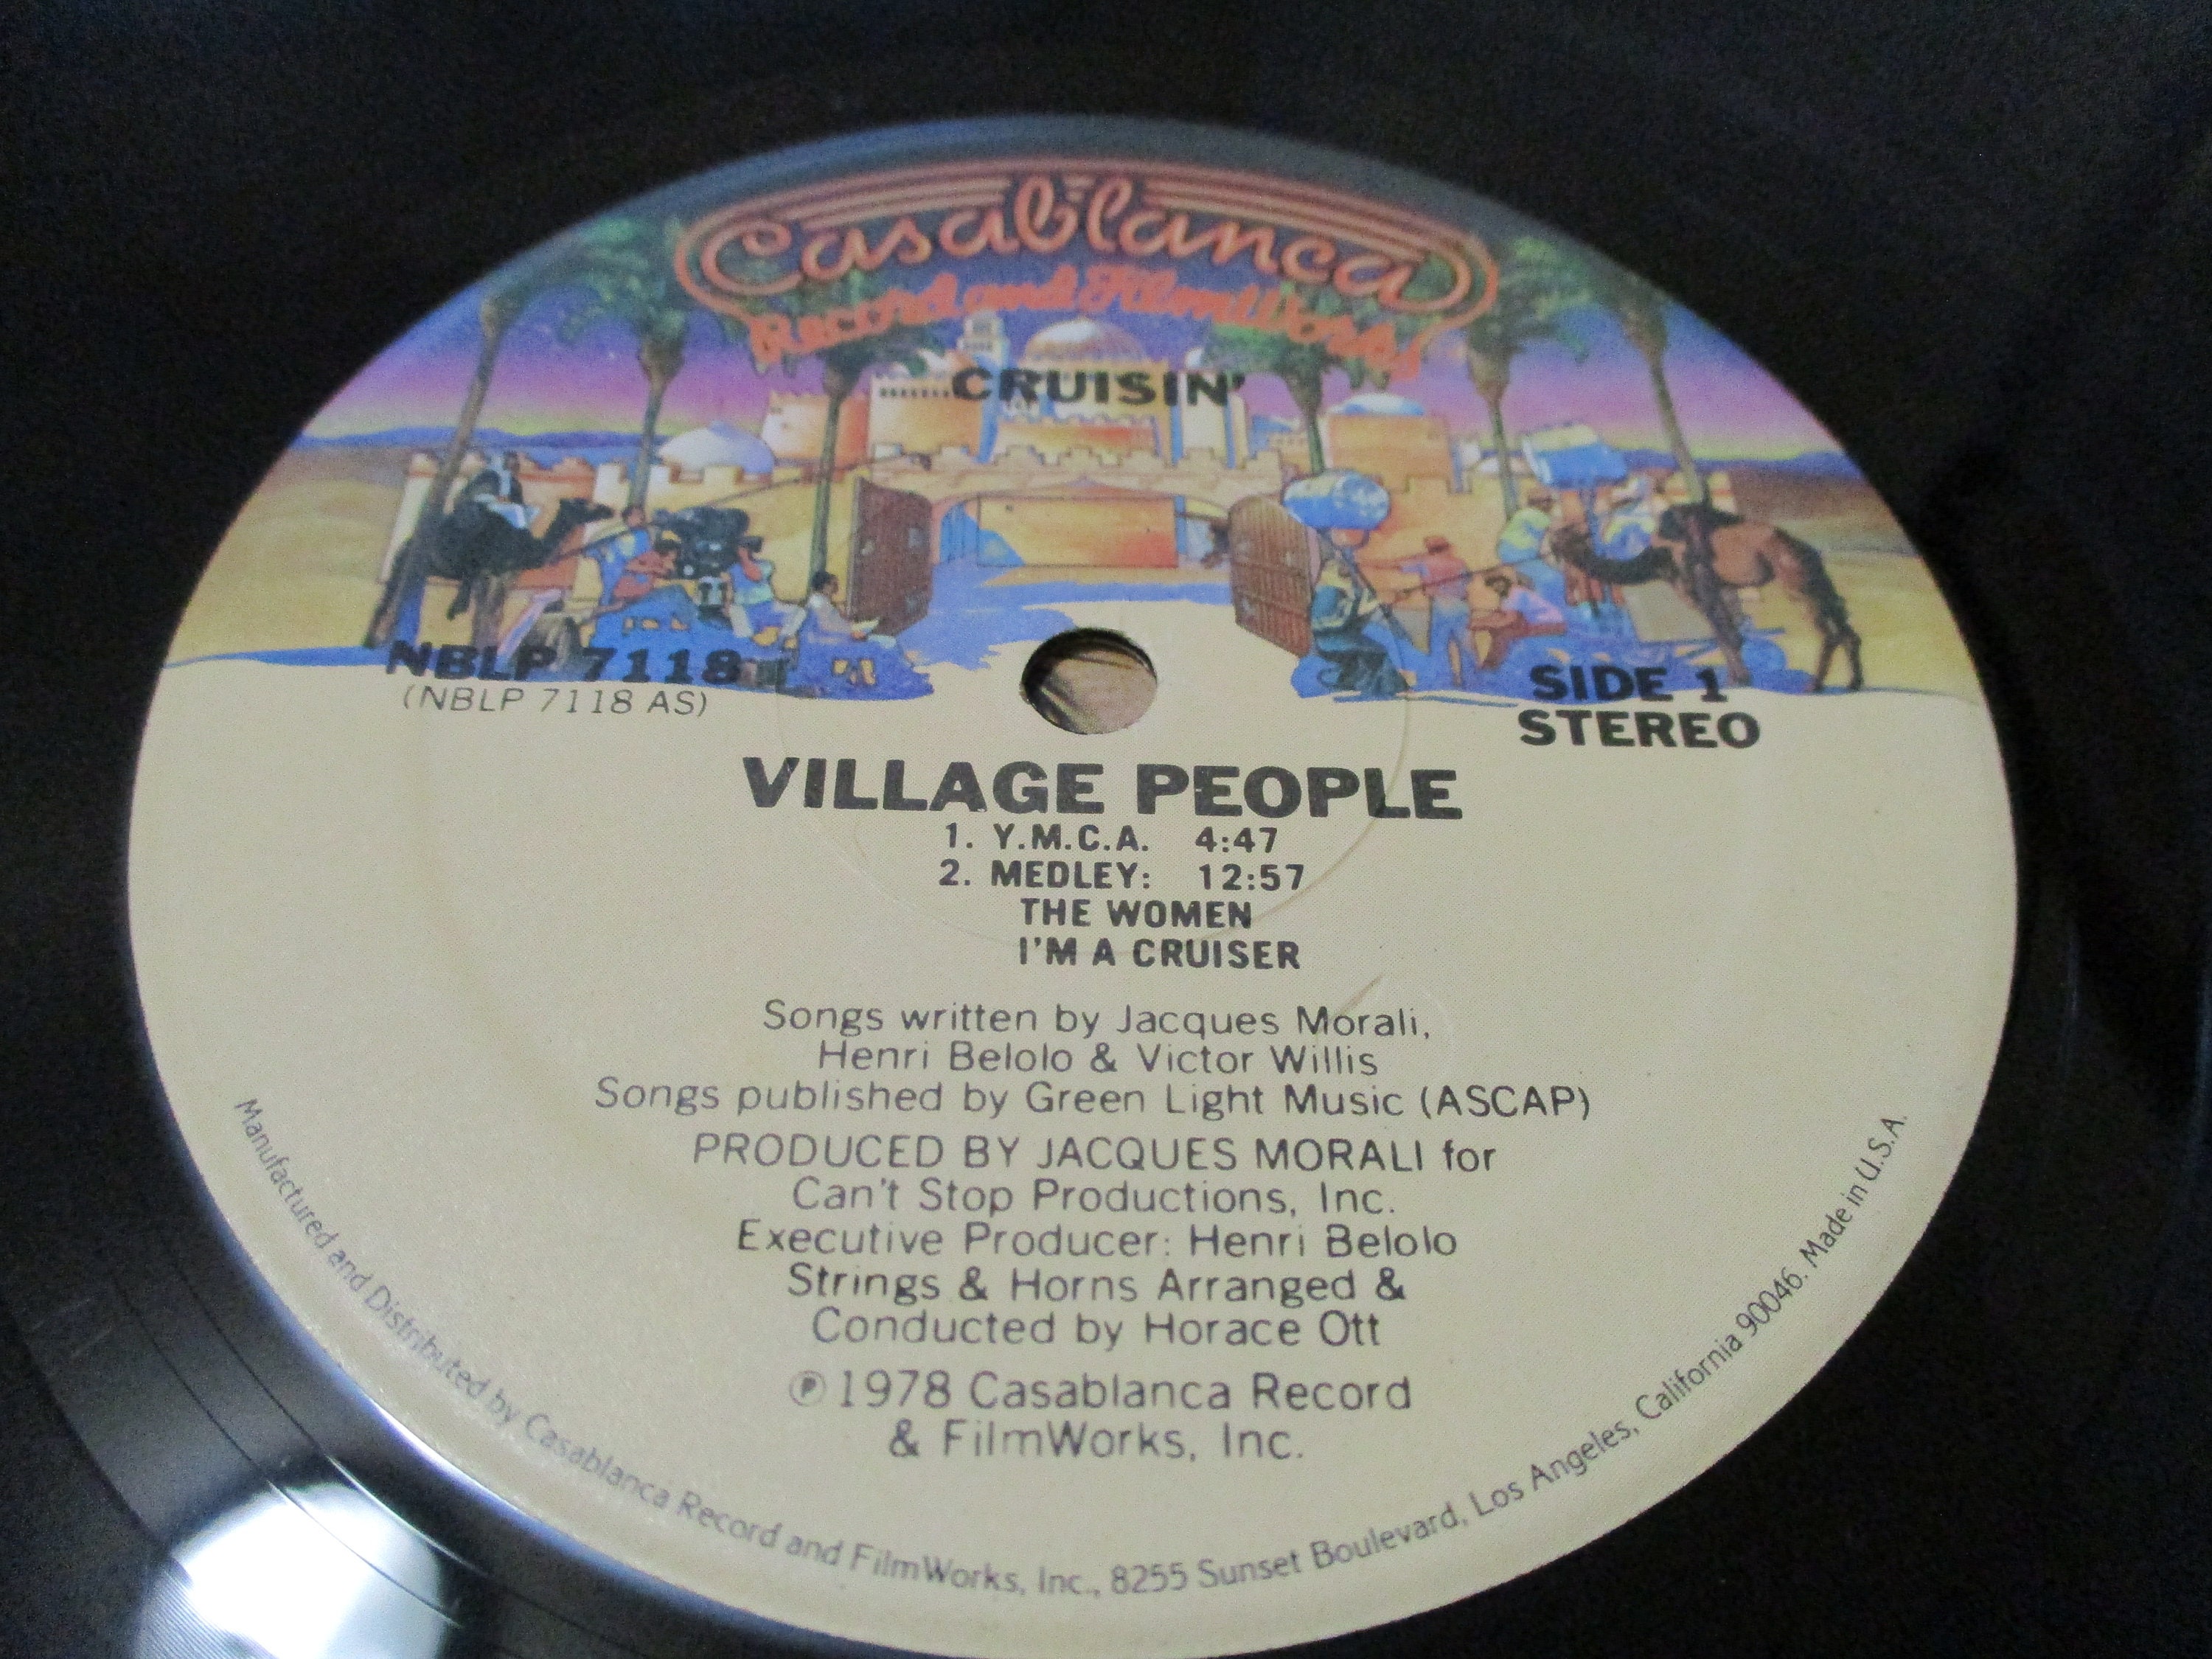 Casablanca
Record and FilmWorks
CRUISIN'
NBLP 7118
(NBLP 7118 AS)
SIDE 1
STEREO
VILLAGE PEOPLE
1. Y.M.C.A. 4:47
2. MEDLEY: 12:57
THE WOMEN
I'M A CRUISER
Songs written by Jacques Morali,
Henri Belolo & Victor Willis
Songs published by Green Light Music (ASCAP)
PRODUCED BY JACQUES MORALI for
Can't Stop Productions, Inc.
Executive Producer: Henri Belolo
Strings & Horns Arranged &
Conducted by Horace Ott
℗ 1978 Casablanca Record
& FilmWorks, Inc.
Manufactured and Distributed by Casablanca Record and FilmWorks, Inc., 8255 Sunset Boulevard, Los Angeles, California 90046. Made in U.S.A.